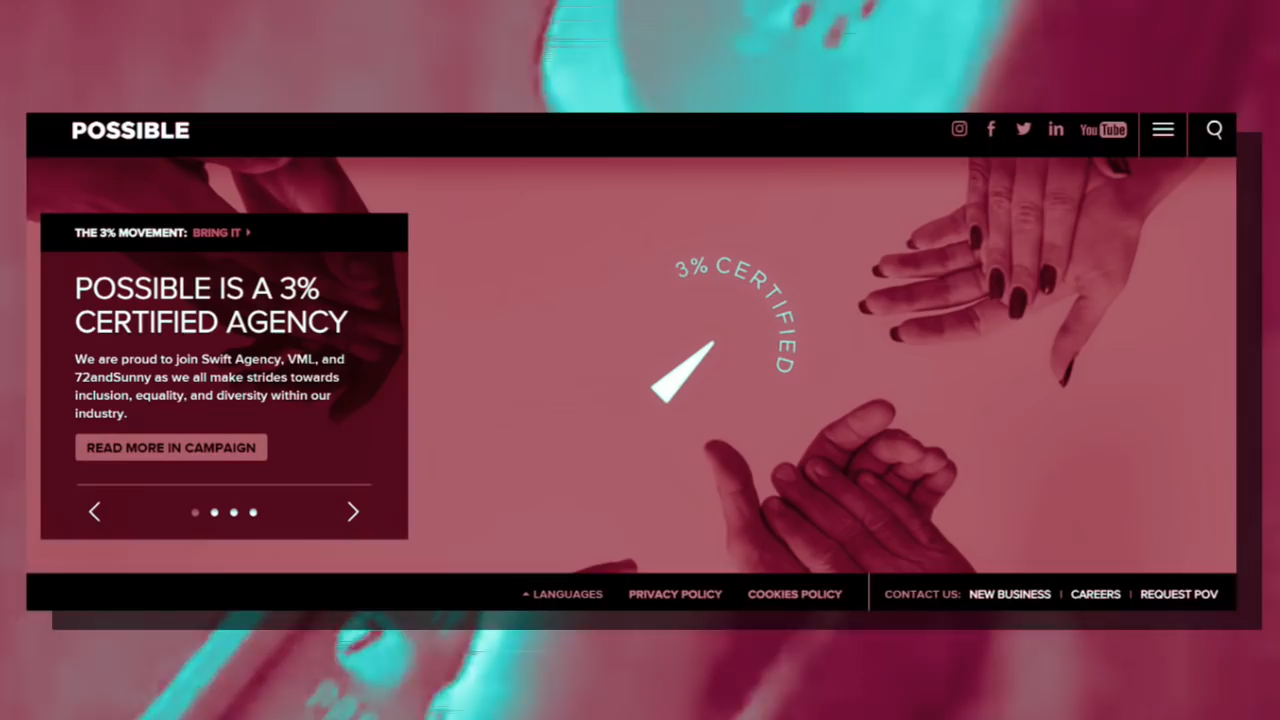 POSSIBLE
You Tube
THE 3% MOVEMENT: BRING IT
POSSIBLE IS A 3%
CERTIFIED AGENCY
We are proud to join Swift Agency, VML, and
72andSunny as we all make strides towards
inclusion, equality, and diversity within our
industry.
READ MORE IN CAMPAIGN
3% CERTIFIED
LANGUAGES
PRIVACY POLICY
COOKIES POLICY
CONTACT US: NEW BUSINESS | CAREERS | REQUEST POV